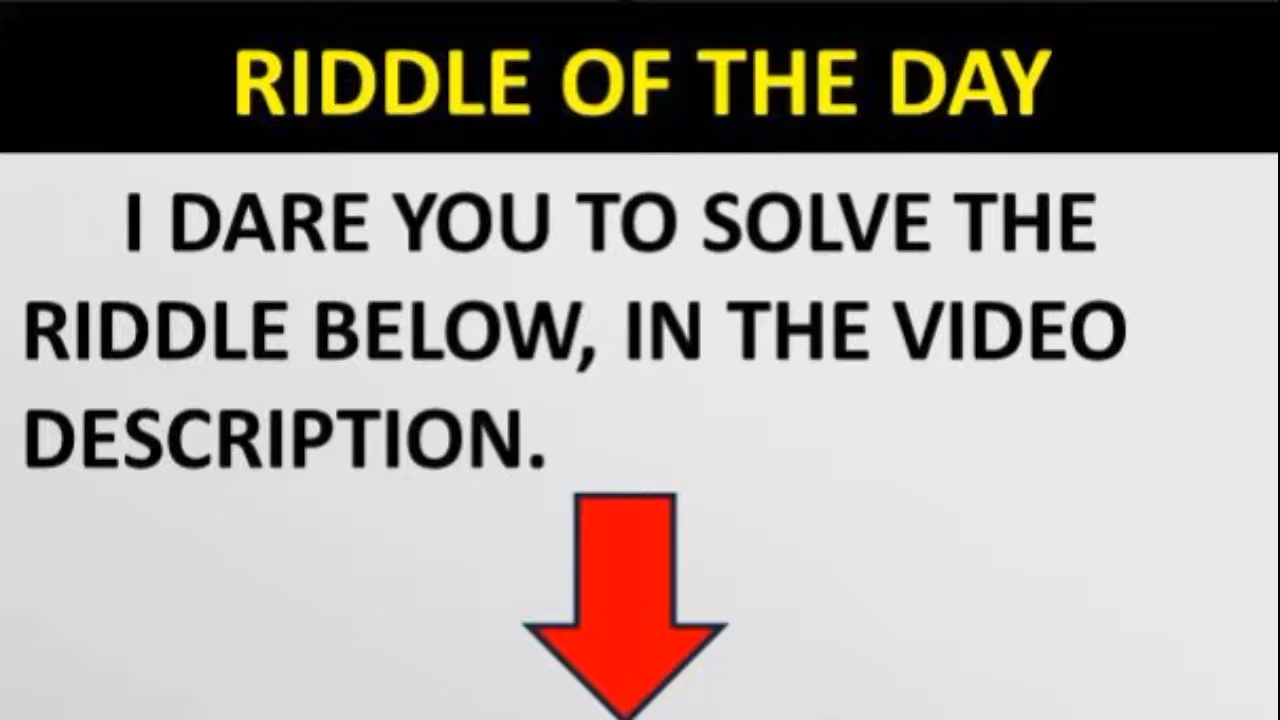 RIDDLE OF THE DAY
I DARE YOU TO SOLVE THE
RIDDLE BELOW, IN THE VIDEO
DESCRIPTION.